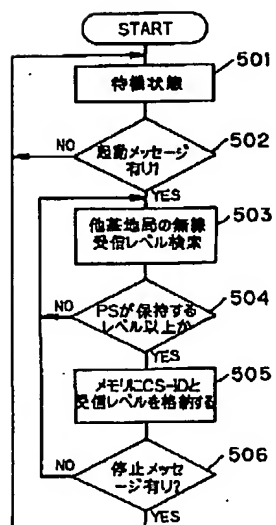 START
501
待機状態
502
起動メッセージ
有り?
NO
YES
503
他基地局の無線
受信レベル検索
504
PSが保持する
レベル以上か
NO
YES
505
メモリにCS-IDと
受信レベルを格納する
506
停止メッセ
ージ有り?
NO
YES